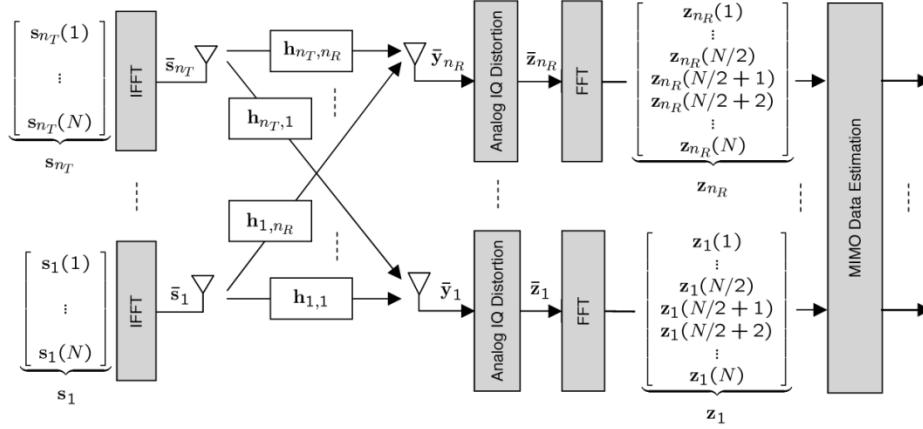 s_{n_T}(1)
...
s_{n_T}(N)
s_{n_T}
IFFT
s̄_{n_T}
h_{n_T,n_R}
h_{n_T,1}
ȳ_{n_R}
Analog IQ Distortion
z̄_{n_R}
FFT
z_{n_R}(1)
...
z_{n_R}(N/2)
z_{n_R}(N/2+1)
z_{n_R}(N/2+2)
...
z_{n_R}(N)
z_{n_R}
MIMO Data Estimation
s_1(1)
...
s_1(N)
s_1
IFFT
s̄_1
h_{1,n_R}
h_{1,1}
ȳ_1
Analog IQ Distortion
z̄_1
FFT
z_1(1)
...
z_1(N/2)
z_1(N/2+1)
z_1(N/2+2)
...
z_1(N)
z_1